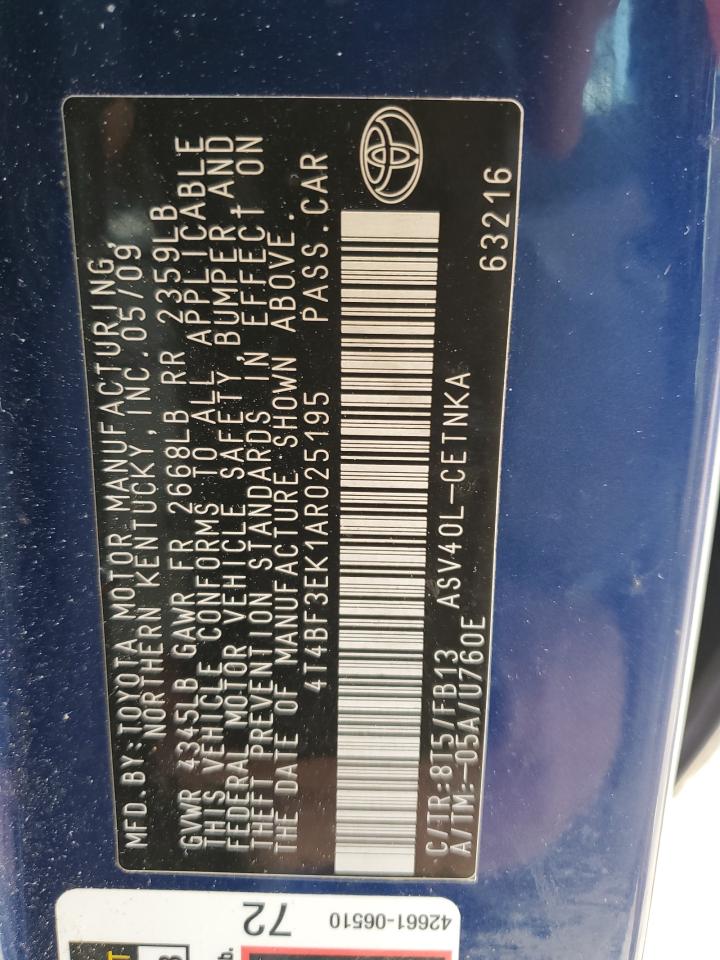 MFD.BY:TOYOTA MOTOR MANUFACTURING,
NORTHERN KENTUCKY, INC.05/09
GVWR 4345LB GAWR FR 2668LB RR 2359LB
THIS VEHICLE CONFORMS TO ALL APPLICABLE
FEDERAL MOTOR VEHICLE SAFETY,BUMPER AND
THEFT PREVENTION STANDARDS IN EFFECT ON
THE DATE OF MANUFACTURE SHOWN ABOVE.
4T4BF3EK1AR025195 PASS.CAR
C/TR:8T5/FB13 ASV40L-CETNKA
A/TM:-05A/U760E 63216
72
42661-06510
b.